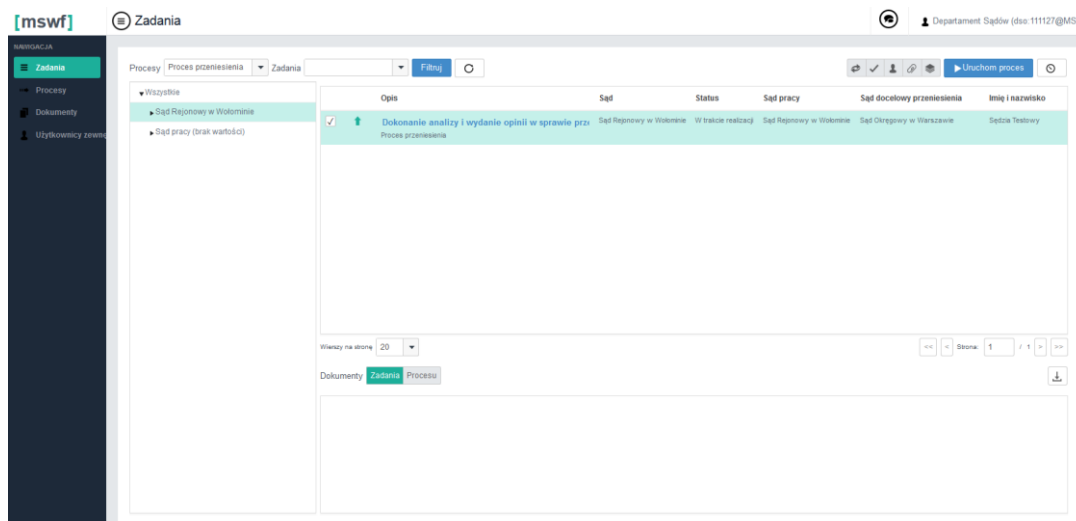 [mswf] Zadania Departament Sądów (dso:111127@MS
NAWIGACJA
Zadania
Procesy
Dokumenty
Użytkownicy zewnę
Procesy Proces przeniesienia Zadania Filtruj Uruchom proces
Wszystkie
Sąd Rejonowy w Wołominie
Sąd pracy (brak wartości)
Opis Sąd Status Sąd pracy Sąd docelowy przeniesienia Imię i nazwisko
Dokonanie analizy i wydanie opinii w sprawie prze Sąd Rejonowy w Wołominie W trakcie realizacji Sąd Rejonowy w Wołominie Sąd Okręgowy w Warszawie Sędzia Testowy
Proces przeniesienia
Wierszy na stronę 20 << < Strona: 1 / 1 > >>
Dokumenty Zadania Procesu